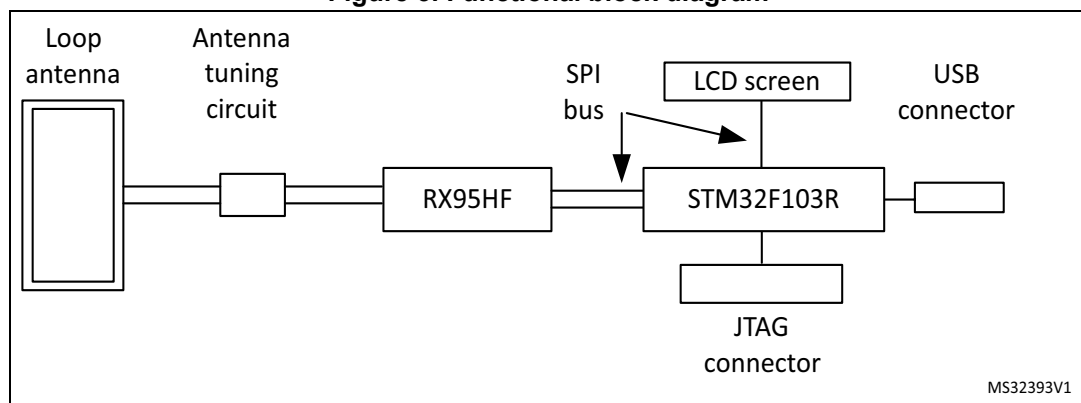 Figure Functional block diagram
Loop
antenna
Antenna
tuning
circuit
SPI
bus
LCD screen
USB
connector
RX95HF
STM32F103R
JTAG
connector
MS32393V1